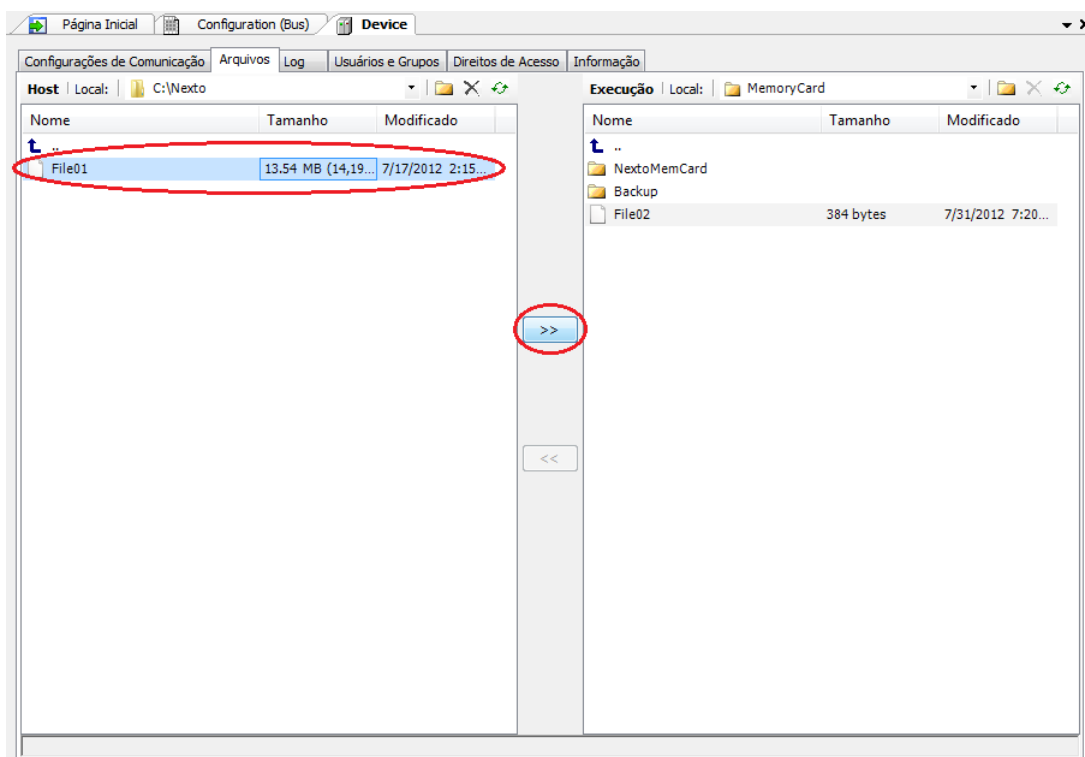 Página Inicial Configuration (Bus) Device
Configurações de Comunicação Arquivos Log Usuários e Grupos Direitos de Acesso Informação
Host Local: C:\Nexto
Nome Tamanho Modificado
..
File01 13.54 MB (14,19... 7/17/2012 2:15...
>>
<<
Execução Local: MemoryCard
Nome Tamanho Modificado
..
NextoMemCard
Backup
File02 384 bytes 7/31/2012 7:20...